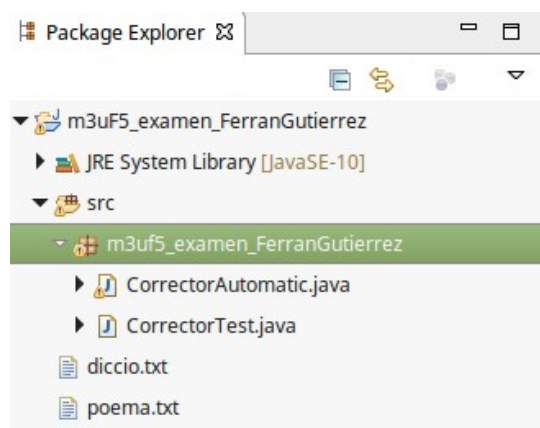 Package Explorer
m3uF5_examen_FerranGutierrez
JRE System Library [JavaSE-10]
src
m3uf5_examen_FerranGutierrez
CorrectorAutomatic.java
CorrectorTest.java
diccio.txt
poema.txt